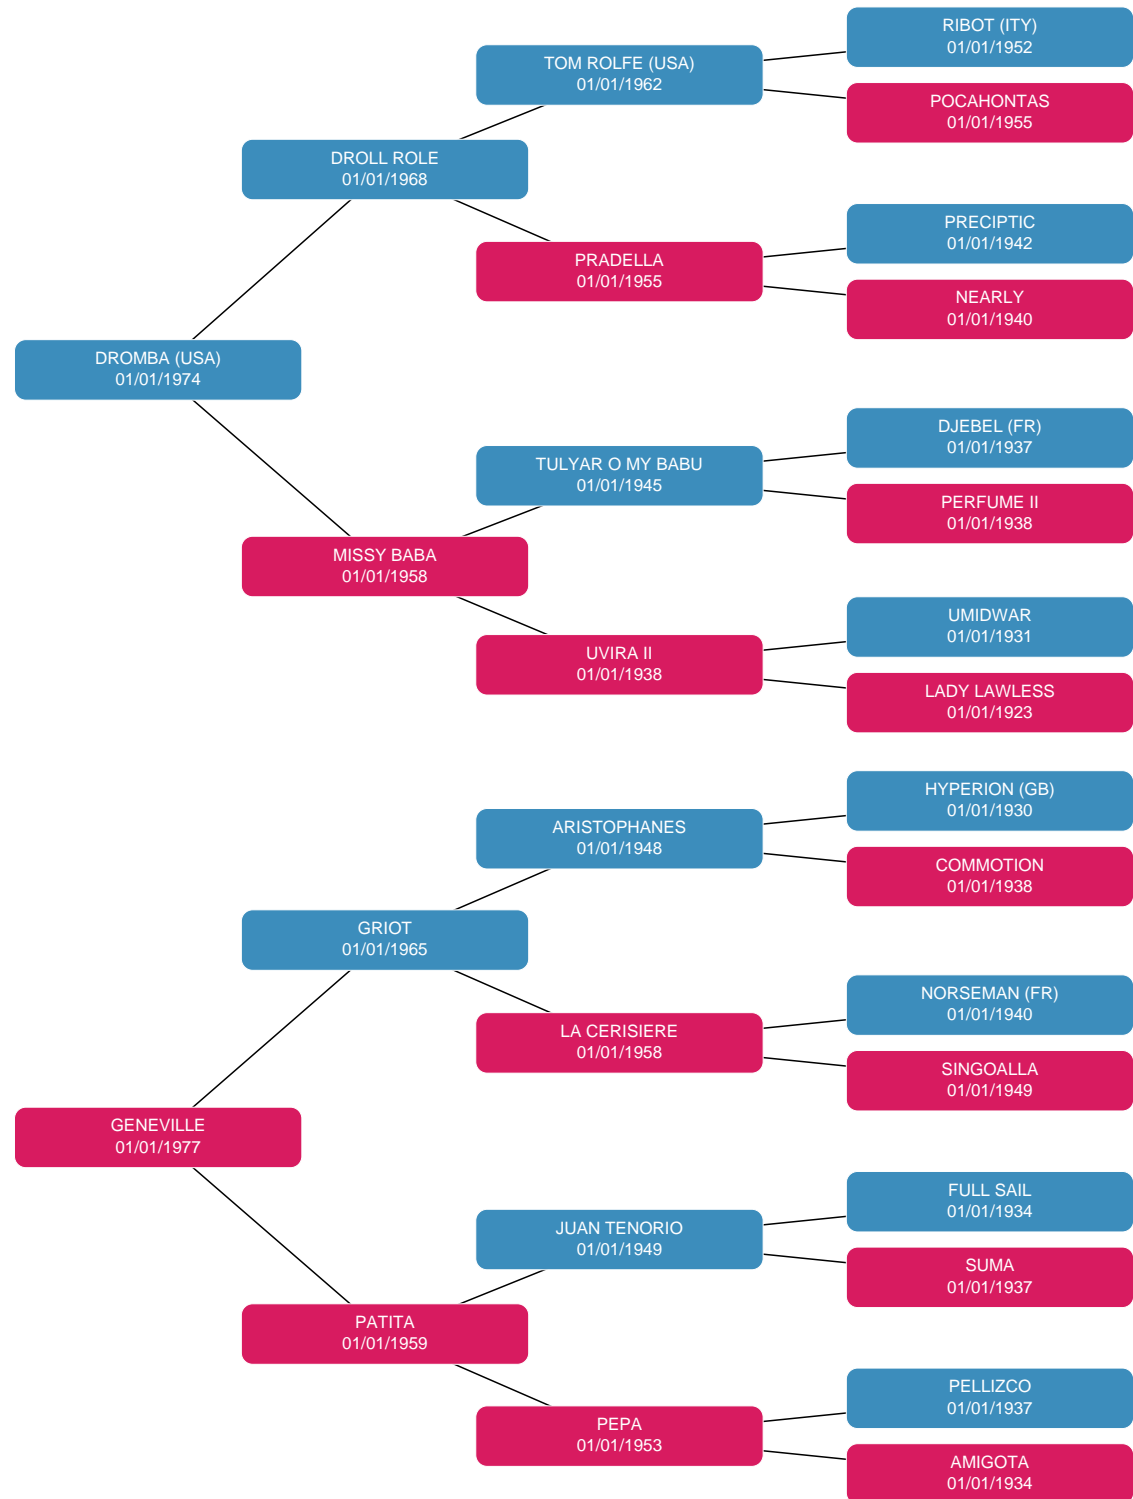 RIBOT (ITY)
01/01/1952
TOM ROLFE (USA)
01/01/1962
POCAHONTAS
01/01/1955
DROLL ROLE
01/01/1968
PRECIPTIC
01/01/1942
PRADELLA
01/01/1955
NEARLY
01/01/1940
DROMBA (USA)
01/01/1974
DJEBEL (FR)
01/01/1937
TULYAR O MY BABU
01/01/1945
PERFUME II
01/01/1938
MISSY BABA
01/01/1958
UMIDWAR
01/01/1931
UVIRA II
01/01/1938
LADY LAWLESS
01/01/1923
HYPERION (GB)
01/01/1930
ARISTOPHANES
01/01/1948
COMMOTION
01/01/1938
GRIOT
01/01/1965
NORSEMAN (FR)
01/01/1940
LA CERISIERE
01/01/1958
SINGOALLA
01/01/1949
GENEVILLE
01/01/1977
FULL SAIL
01/01/1934
JUAN TENORIO
01/01/1949
SUMA
01/01/1937
PATITA
01/01/1959
PELLIZCO
01/01/1937
PEPA
01/01/1953
AMIGOTA
01/01/1934